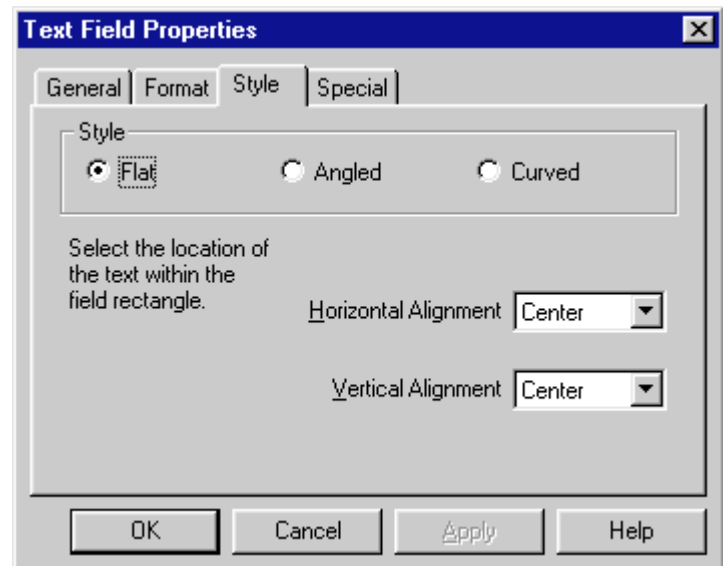 Text Field Properties
General Format Style Special
Style
Flat Angled Curved
Select the location of
the text within the
field rectangle.
Horizontal Alignment Center
Vertical Alignment Center
OK Cancel Apply Help